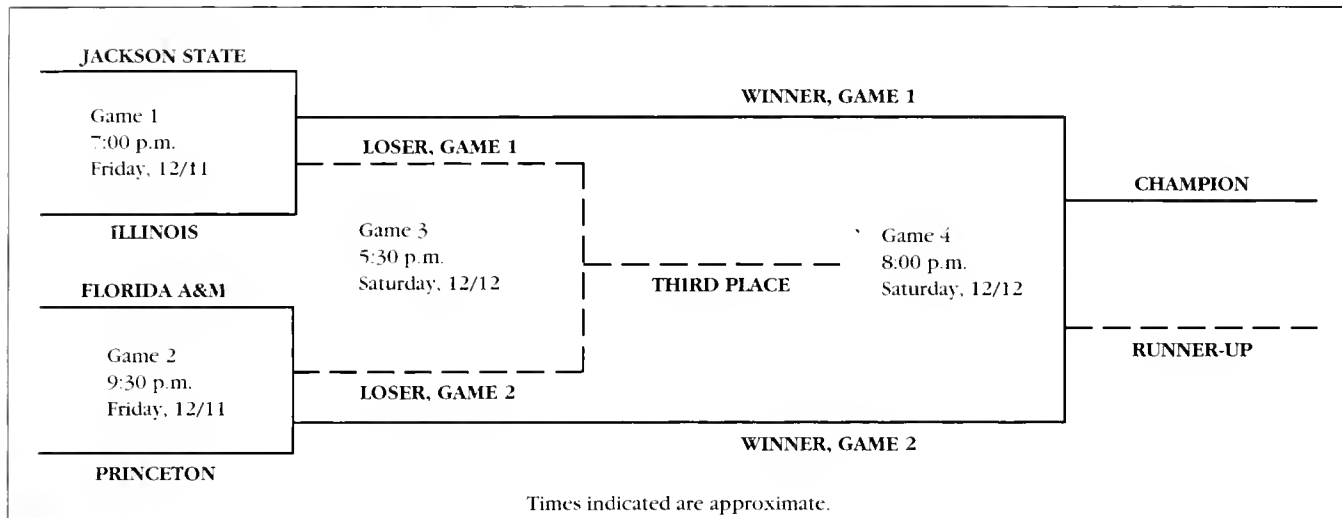 JACKSON STATE
Game 1
7:00 p.m.
Friday, 12/11
ILLINOIS
WINNER, GAME 1
LOSER, GAME 1
CHAMPION
Game 3
5:30 p.m.
Saturday, 12/12
THIRD PLACE
Game 4
8:00 p.m.
Saturday, 12/12
FLORIDA A&M
Game 2
9:30 p.m.
Friday, 12/11
LOSER, GAME 2
RUNNER-UP
WINNER, GAME 2
PRINCETON
Times indicated are approximate.